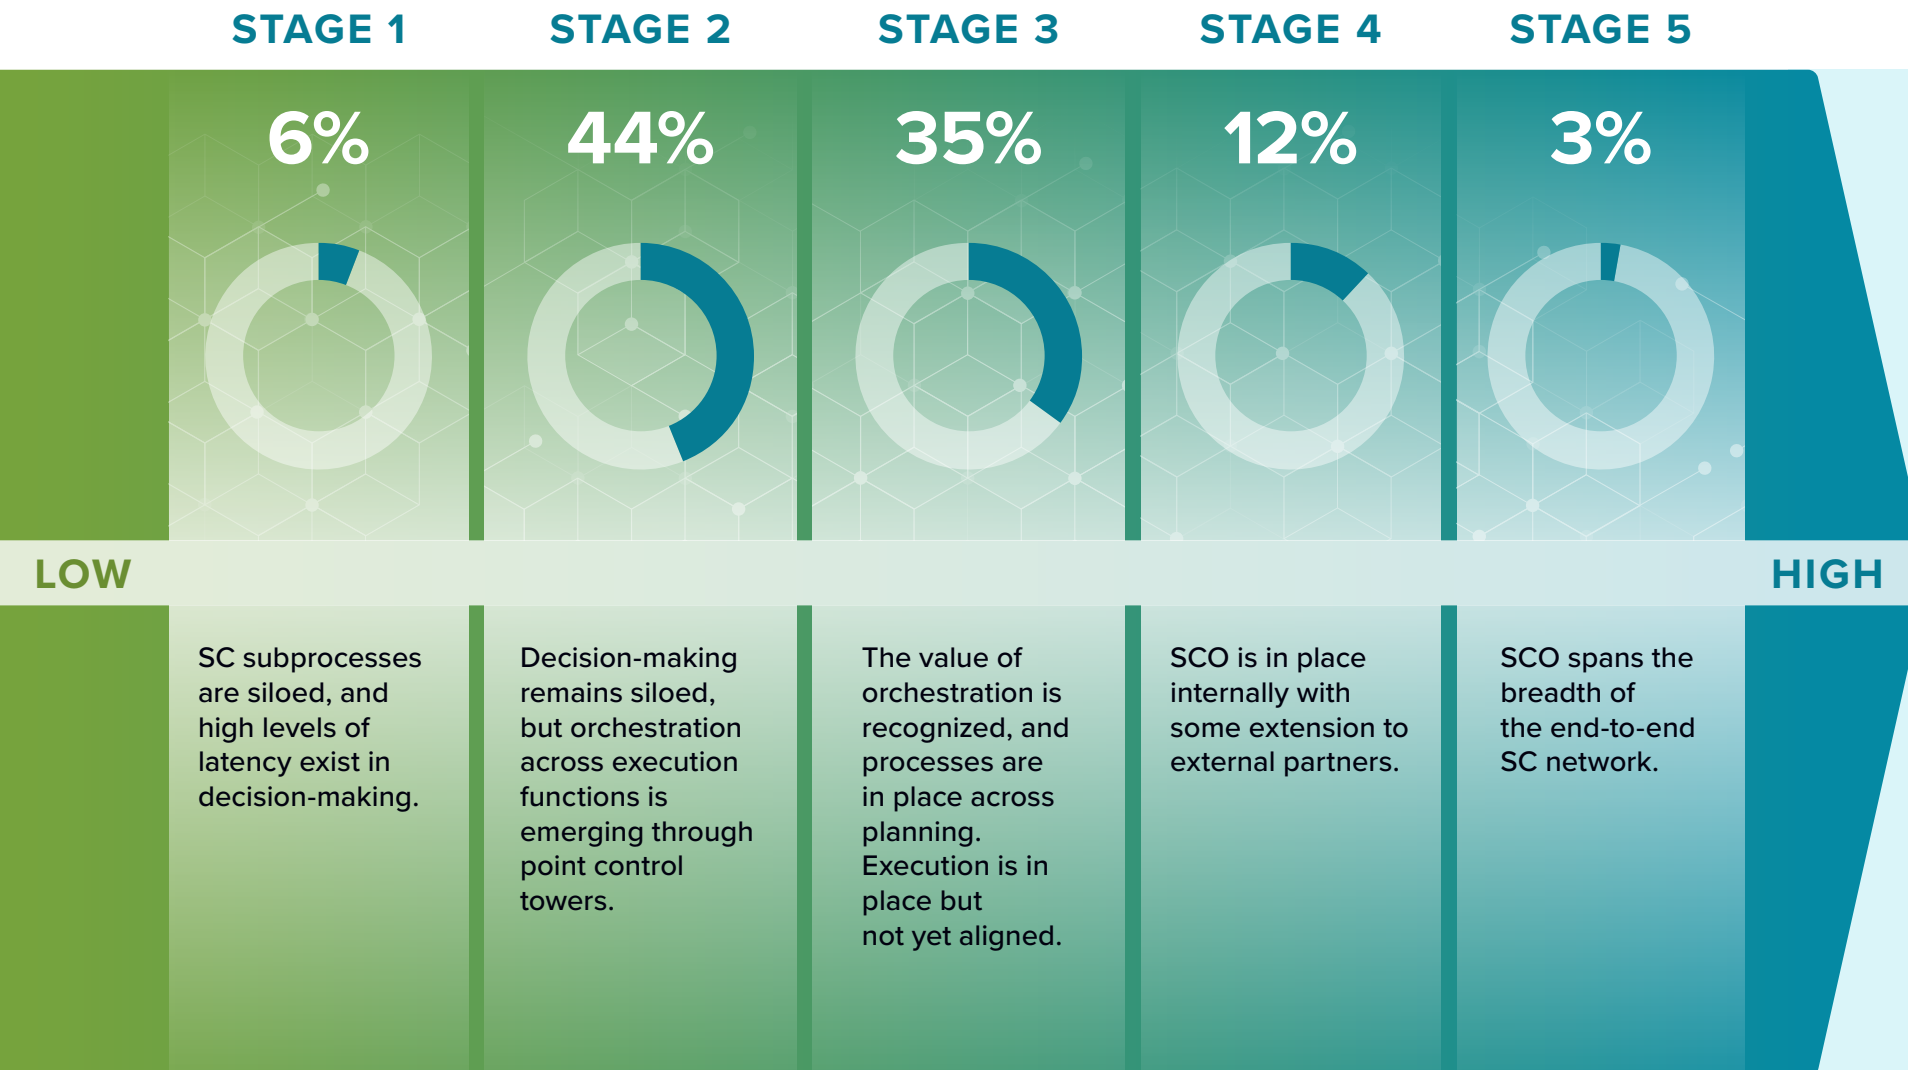 STAGE 1
STAGE 2
STAGE 3
STAGE 4
STAGE 5
6%
44%
35%
12%
3%
LOW
HIGH
SC subprocesses
are siloed, and
high levels of
latency exist in
decision-making.
Decision-making
remains siloed,
but orchestration
across execution
functions is
emerging through
point control
towers.
The value of
orchestration is
recognized, and
processes are
in place across
planning.
Execution is in
place but
not yet aligned.
SCO is in place
internally with
some extension to
external partners.
SCO spans the
breadth of
the end-to-end
SC network.